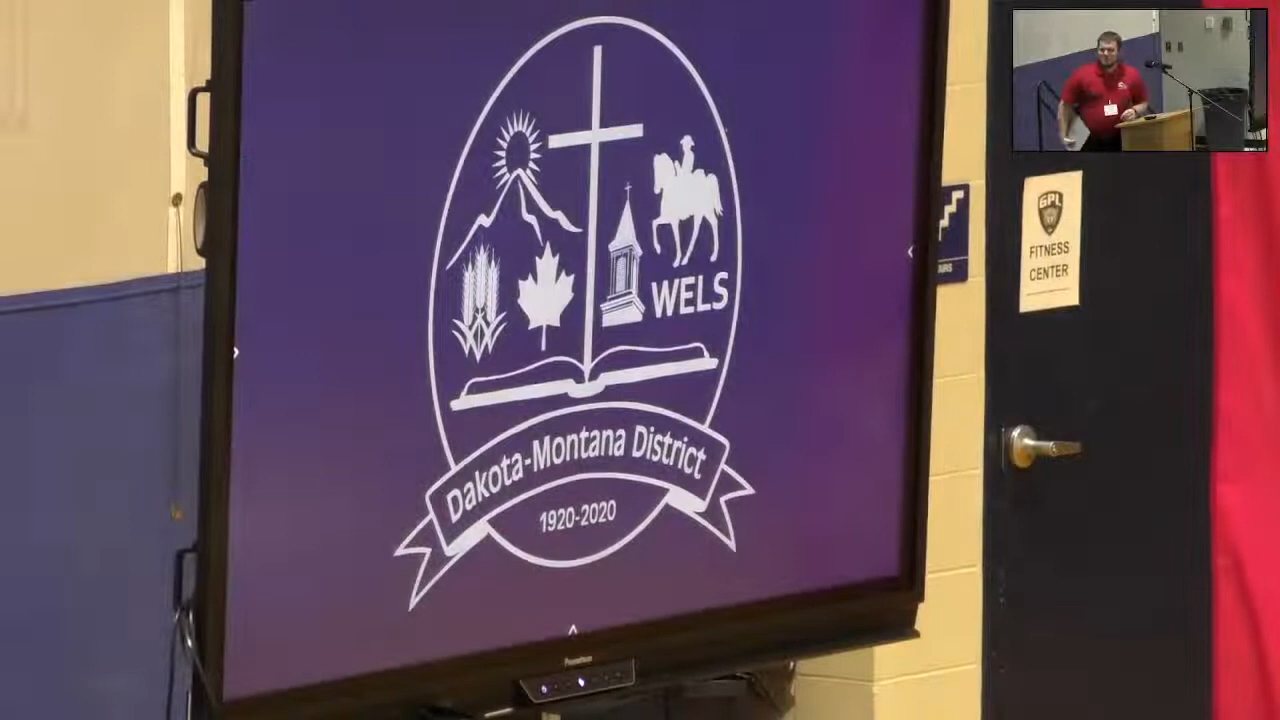 WELS
Dakota-Montana District
1920-2020
GPL
FITNESS
CENTER